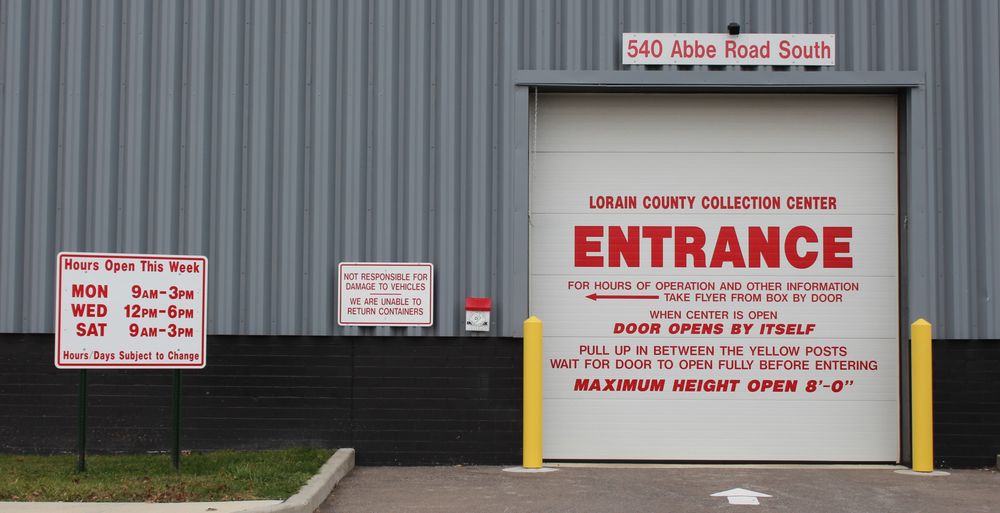 540 Abbe Road South
LORAIN COUNTY COLLECTION CENTER
ENTRANCE
FOR HOURS OF OPERATION AND OTHER INFORMATION
TAKE FLYER FROM BOX BY DOOR
WHEN CENTER IS OPEN
DOOR OPENS BY ITSELF
PULL UP IN BETWEEN THE YELLOW POSTS
WAIT FOR DOOR TO OPEN FULLY BEFORE ENTERING
MAXIMUM HEIGHT OPEN 8'-0"
Hours Open This Week
MON 9AM-3PM
WED 12PM-6PM
SAT 9AM-3PM
Hours/Days Subject to Change
NOT RESPONSIBLE FOR
DAMAGE TO VEHICLES
WE ARE UNABLE TO
RETURN CONTAINERS